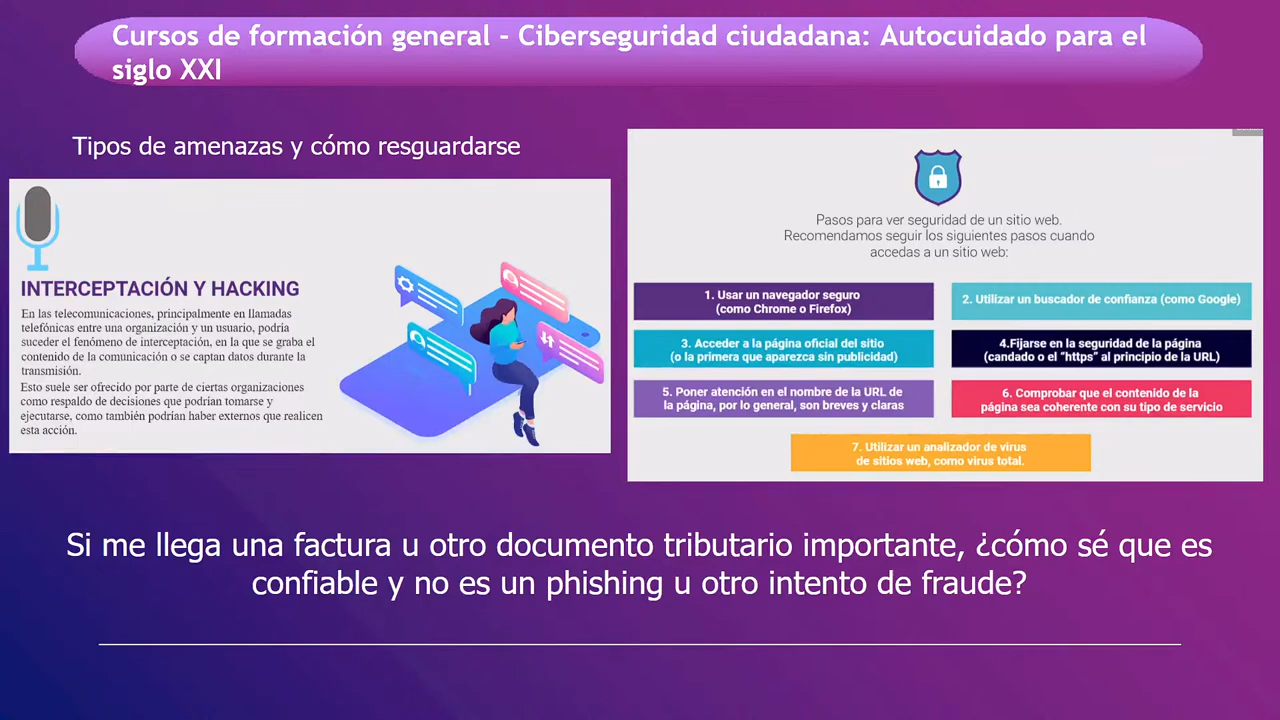 Cursos de formación general - Ciberseguridad ciudadana: Autocuidado para el
siglo XXI
Tipos de amenazas y cómo resguardarse
INTERCEPTACIÓN Y HACKING
En las telecomunicaciones, principalmente en llamadas
telefónicas entre una organización y un usuario, podría
suceder el fenómeno de interceptación, en la que se graba el
contenido de la comunicación o se captan datos durante la
transmisión.
Esto suele ser ofrecido por parte de ciertas organizaciones
como respaldo de decisiones que podrían tomarse y
ejecutarse, como también podrían haber externos que realicen
esta acción.
Pasos para ver seguridad de un sitio web.
Recomendamos seguir los siguientes pasos cuando
accedas a un sitio web:
1. Usar un navegador seguro
(como Chrome o Firefox)
2. Utilizar un buscador de confianza (como Google)
3. Acceder a la página oficial del sitio
(o la primera que aparezca sin publicidad)
4.Fijarse en la seguridad de la página
(candado o el "https" al principio de la URL)
5. Poner atención en el nombre de la URL de
la página, por lo general, son breves y claras
6. Comprobar que el contenido de la
página sea coherente con su tipo de servicio
7. Utilizar un analizador de virus
de sitios web, como virus total.
Si me llega una factura u otro documento tributario importante, ¿cómo sé que es
confiable y no es un phishing u otro intento de fraude?